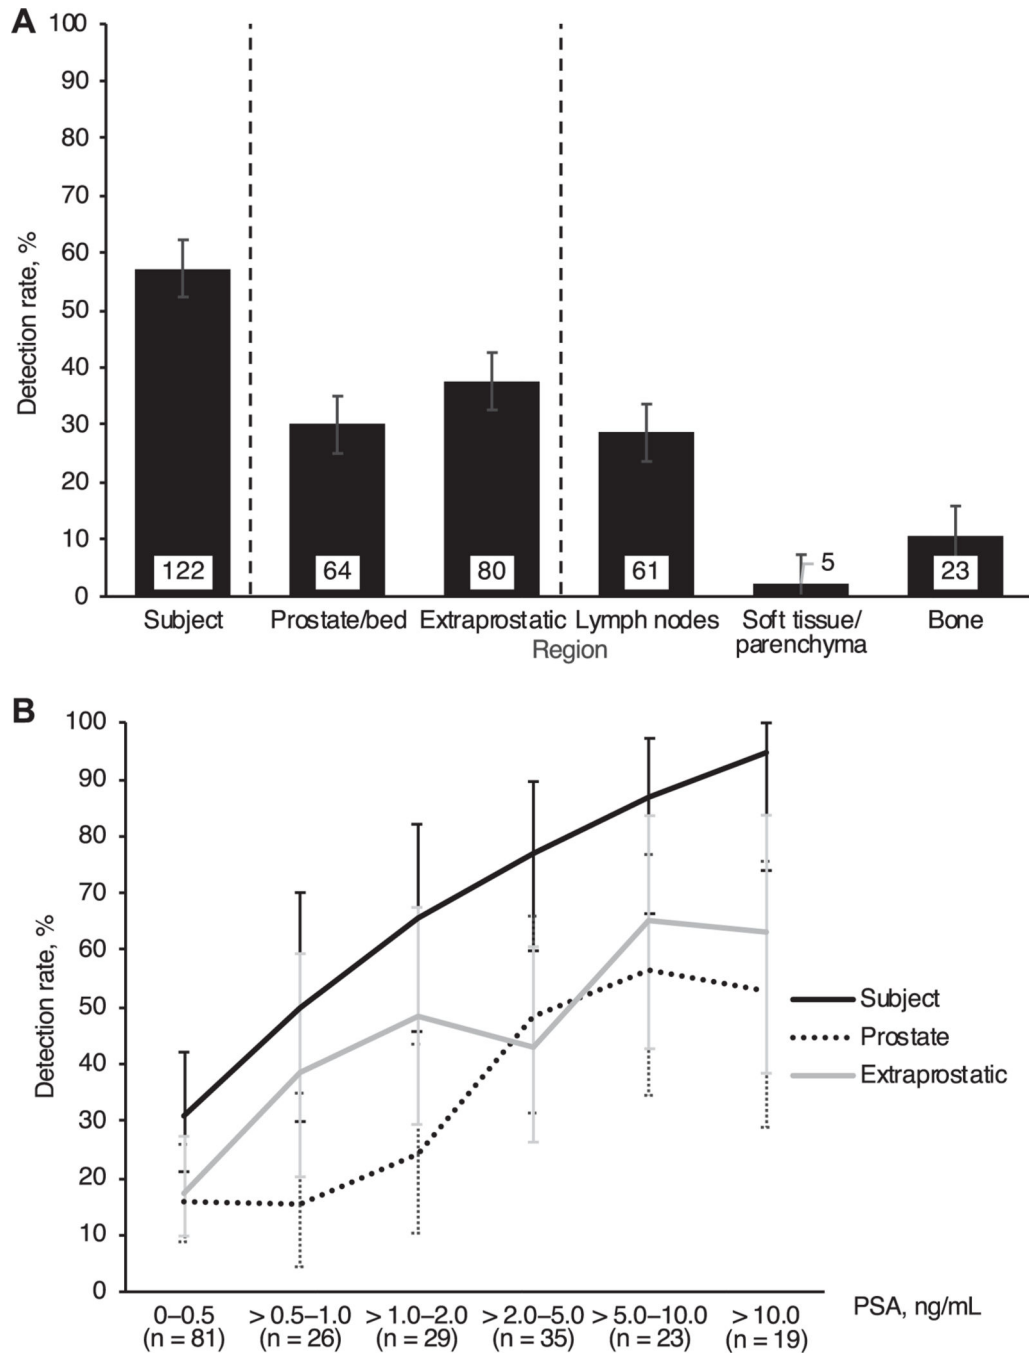 A
100
90
80
70
60
50
40
30
20
10
0
Detection rate, %
122
64
80
61
5
23
Subject
Prostate/bed
Extraprostatic
Lymph nodes
Soft tissue/
parenchyma
Bone
Region
B
100
90
80
70
60
50
40
30
20
10
0
Detection rate, %
Subject
Prostate
Extraprostatic
0–0.5
(n = 81)
> 0.5–1.0
(n = 26)
> 1.0–2.0
(n = 29)
> 2.0–5.0
(n = 35)
> 5.0–10.0
(n = 23)
> 10.0
(n = 19)
PSA, ng/mL